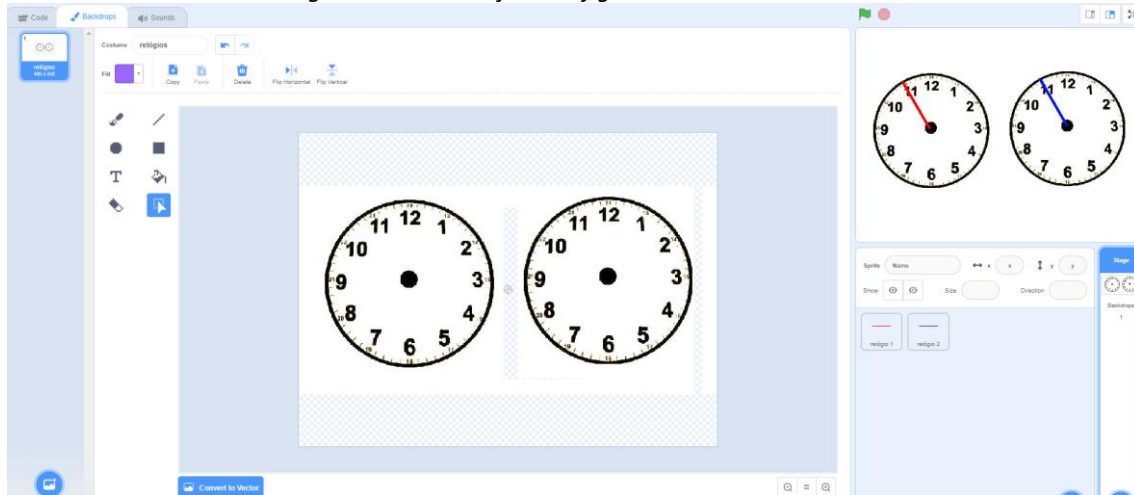 Code Backdrops Sounds
Costume relógios
Fill Copy Paste Delete Flip Horizontal Flip Vertical
1
relógios
T
11 12 1
10 2
9 3
8 4
7 6 5
11 12 1
10 2
9 3
8 4
7 6 5
Convert to Vector
=
11 12 1
10 2
9 3
8 4
7 6 5
11 12 1
10 2
9 3
8 4
7 6 5
Sprite Name x x y y
Show Size Direction
relógio 1 relógio 2
Stage
Backdrops
1